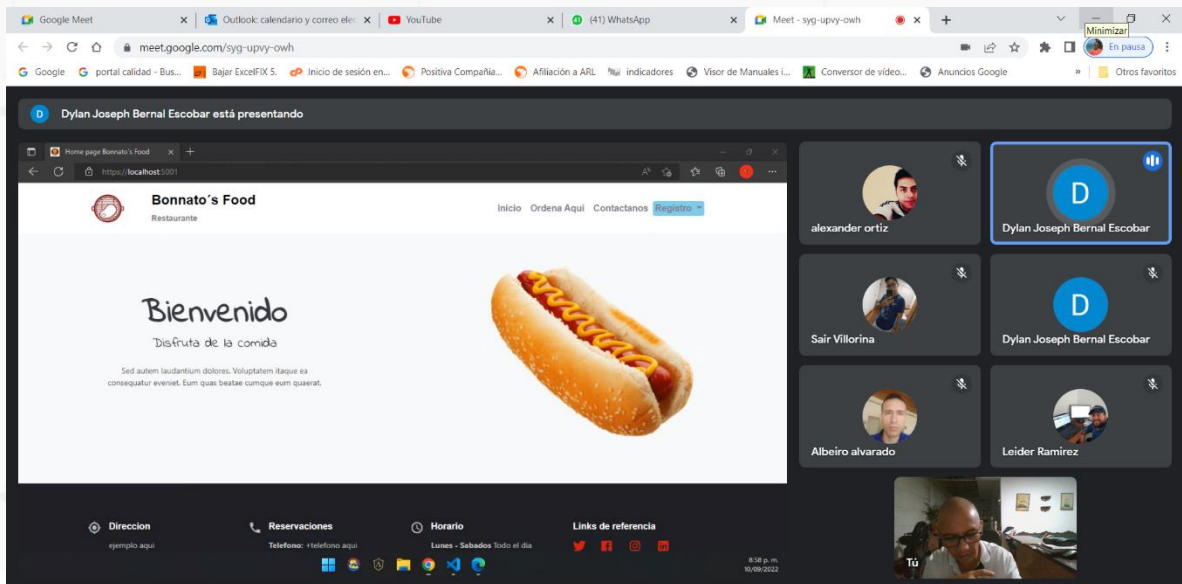 Google Meet
Outlook: calendario y correo elec
YouTube
(41) WhatsApp
Meet - syg-upvy-owh
Minimizar
meet.google.com/syg-upvy-owh
En pausa
Google
portal calidad - Bus...
Bajar ExcelFIX 5.
Inicio de sesión en...
Positiva Compañia...
Afiliación a ARL
indicadores
Visor de Manuales i...
Conversor de vídeo...
Anuncios Google
»
Otros favoritos
D
Dylan Joseph Bernal Escobar está presentando
Home page Bonnato's Food
https://localhost:5001
Bonnato´s Food
Restaurante
Inicio Ordena Aqui Contactanos Registro
Bienvenido
Disfruta de la comida
Sed autem laudantium dolores. Voluptatem itaque ea
consequatur eveniet. Eum quas beatae cumque eum quaerat.
Direccion
ejemplo aqui
Reservaciones
Telefono: +telefono aqui
Horario
Lunes - Sabados Todo el dia
Links de referencia
8:58 p. m.
10/09/2022
alexander ortiz
D
Dylan Joseph Bernal Escobar
Sair Villorina
D
Dylan Joseph Bernal Escobar
Albeiro alvarado
Leider Ramirez
Tú